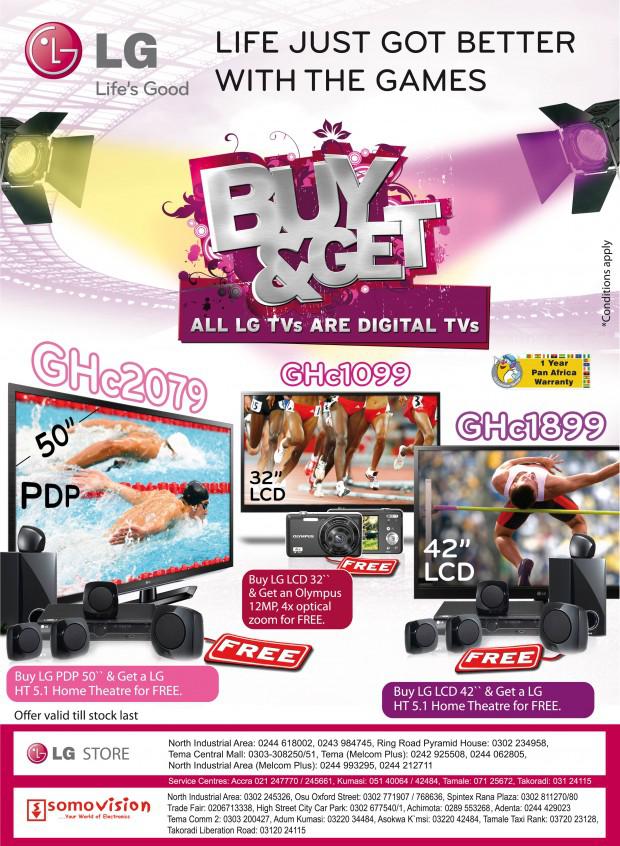 LG
Life's Good
LIFE JUST GOT BETTER
WITH THE GAMES
BUY
&GET
ALL LG TVs ARE DIGITAL TVs
*Conditions apply
GHc2079
GHc1099
1 Year
Pan Africa
Warranty
GHc1899
50"
PDP
32"
LCD
42"
LCD
OLYMPUS
FREE
Buy LG LCD 32``
& Get an Olympus
12MP, 4x optical
zoom for FREE.
FREE
FREE
Buy LG PDP 50`` & Get a LG
HT 5.1 Home Theatre for FREE.
Buy LG LCD 42`` & Get a LG
HT 5.1 Home Theatre for FREE.
Offer valid till stock last
LG STORE
North Industrial Area: 0244 618002, 0243 984745, Ring Road Pyramid House: 0302 234958,
Tema Central Mall: 0303-308250/51, Tema (Melcom Plus): 0242 925508, 0244 062805,
North Industrial Area (Melcom Plus): 0244 993295, 0244 212711
Service Centres: Accra 021 247770 / 245661, Kumasi: 051 40064 / 42484, Tamale: 071 25672, Takoradi: 031 24115
somovision
...Your World of Electronics
North Industrial Area: 0302 245326, Osu Oxford Street: 0302 771907 / 768636, Spintex Rana Plaza: 0302 811270/80
Trade Fair: 0206713338, High Street City Car Park: 0302 677540/1, Achimota: 0289 553268, Adenta: 0244 429023
Tema Comm 2: 0303 200427, Adum Kumasi: 03220 34484, Asokwa K`msi: 03220 42484, Tamale Taxi Rank: 03720 23128,
Takoradi Liberation Road: 03120 24115